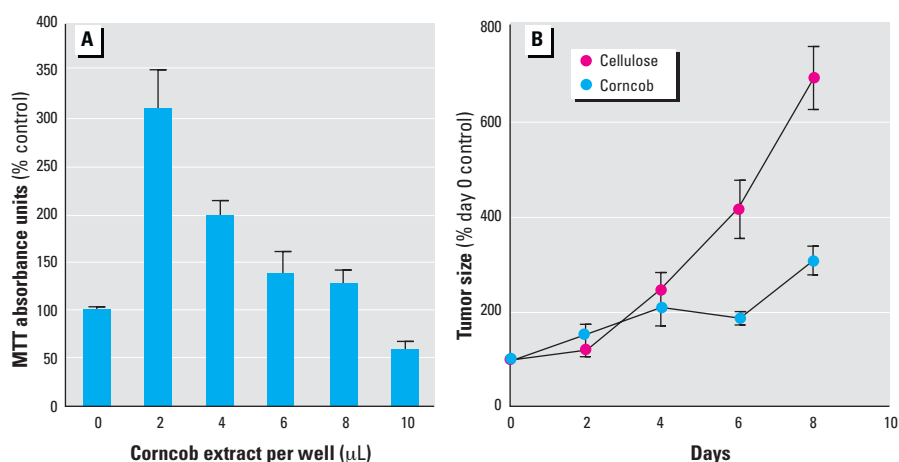 A
MTT absorbance units (% control)
400
350
300
250
200
150
100
50
0
0 2 4 6 8 10
Corncob extract per well (μL)
B
Cellulose
Corncob
Tumor size (% day 0 control)
800
600
400
200
0
0 2 4 6 8 10
Days